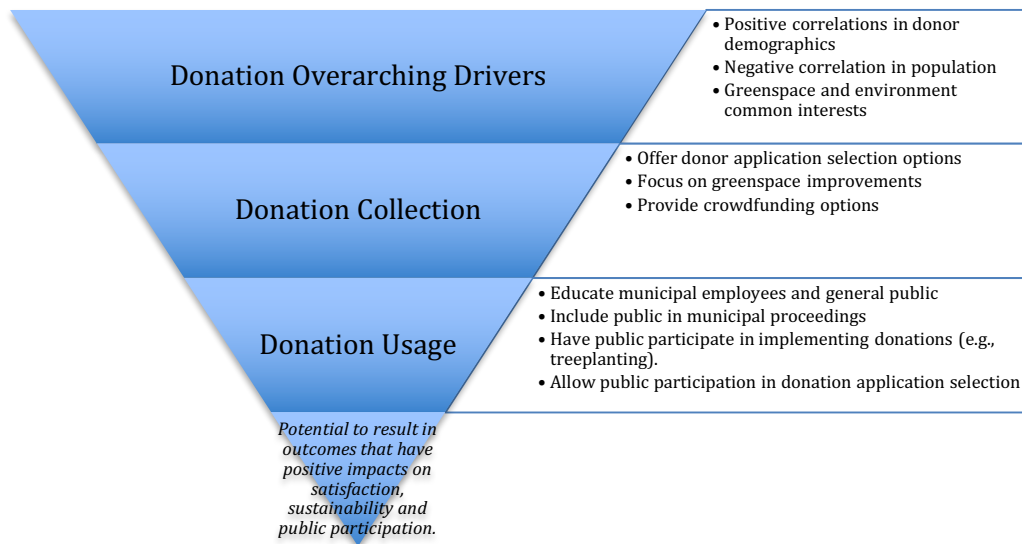 Donation Overarching Drivers
• Positive correlations in donor
demographics
• Negative correlation in population
• Greenspace and environment
common interests
Donation Collection
• Offer donor application selection options
• Focus on greenspace improvements
• Provide crowdfunding options
Donation Usage
• Educate municipal employees and general public
• Include public in municipal proceedings
• Have public participate in implementing donations (e.g.,
treeplanting).
• Allow public participation in donation application selection
Potential to result in
outcomes that have
positive impacts on
satisfaction,
sustainability and
public participation.